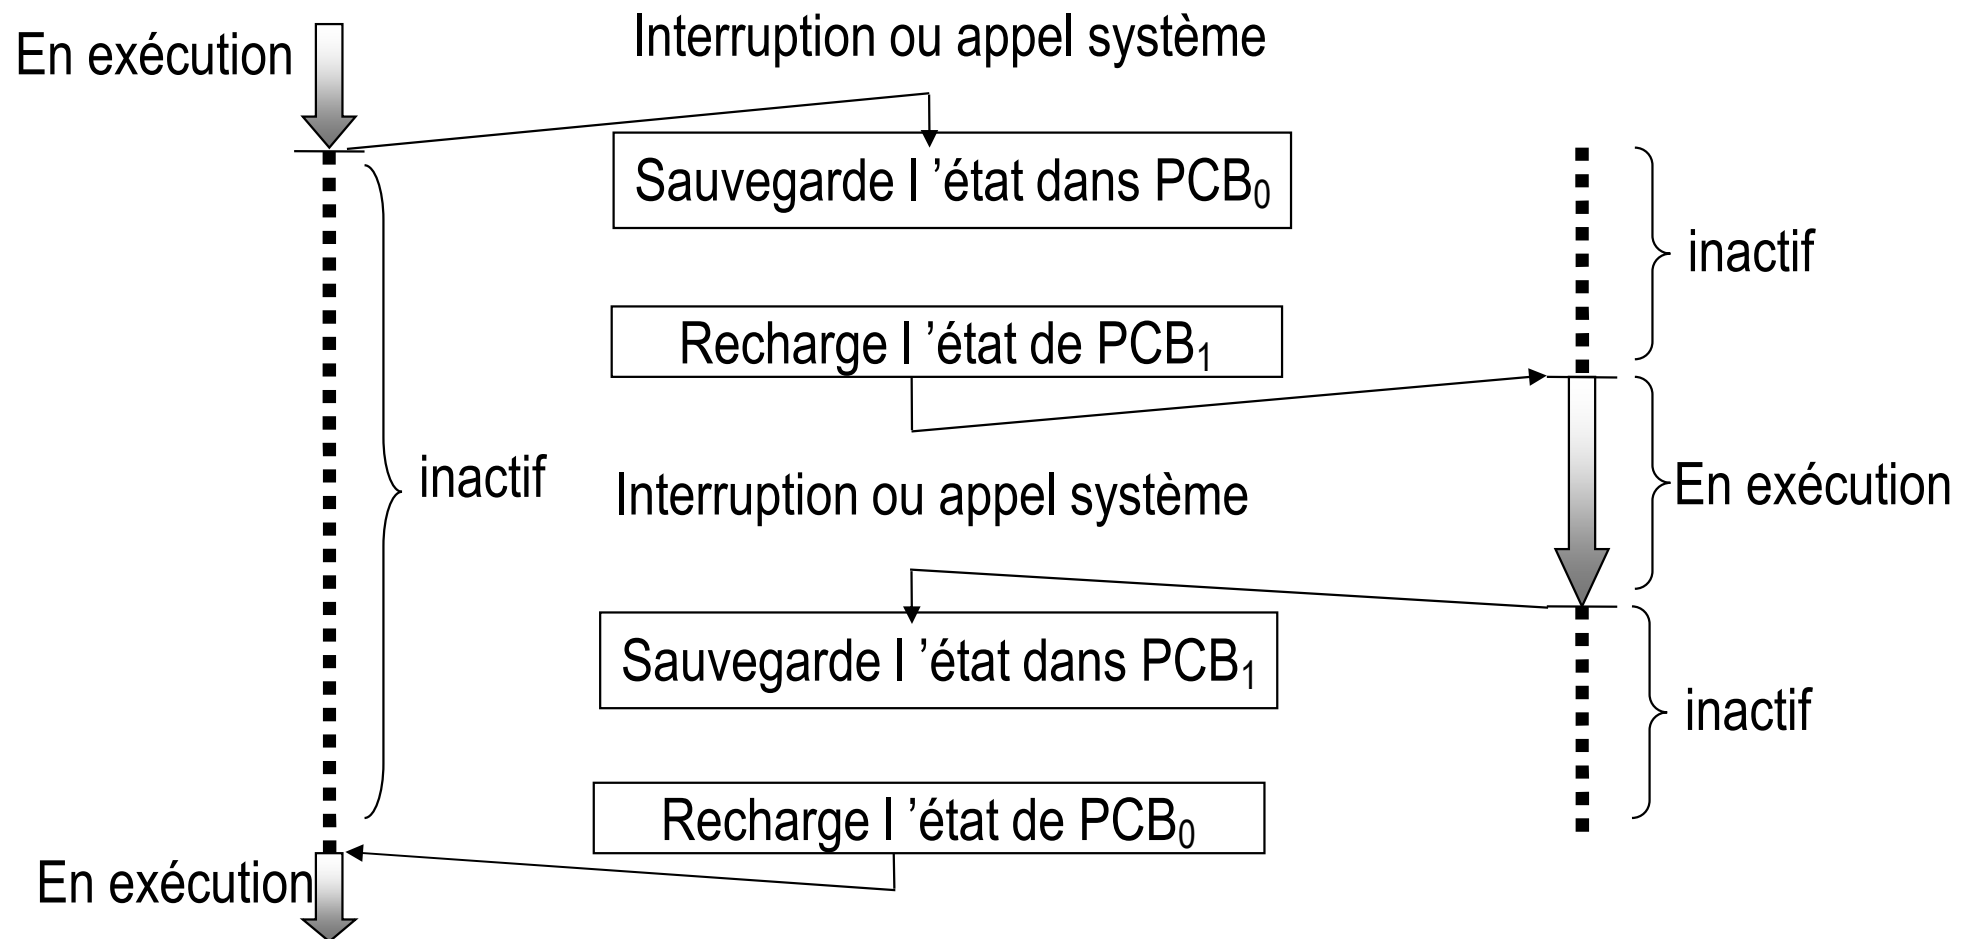 En exécution
Interruption ou appel système
Sauvegarde l ’état dans PCB₀
inactif
Recharge l ’état de PCB₁
inactif
Interruption ou appel système
En exécution
Sauvegarde l ’état dans PCB₁
inactif
Recharge l ’état de PCB₀
En exécution